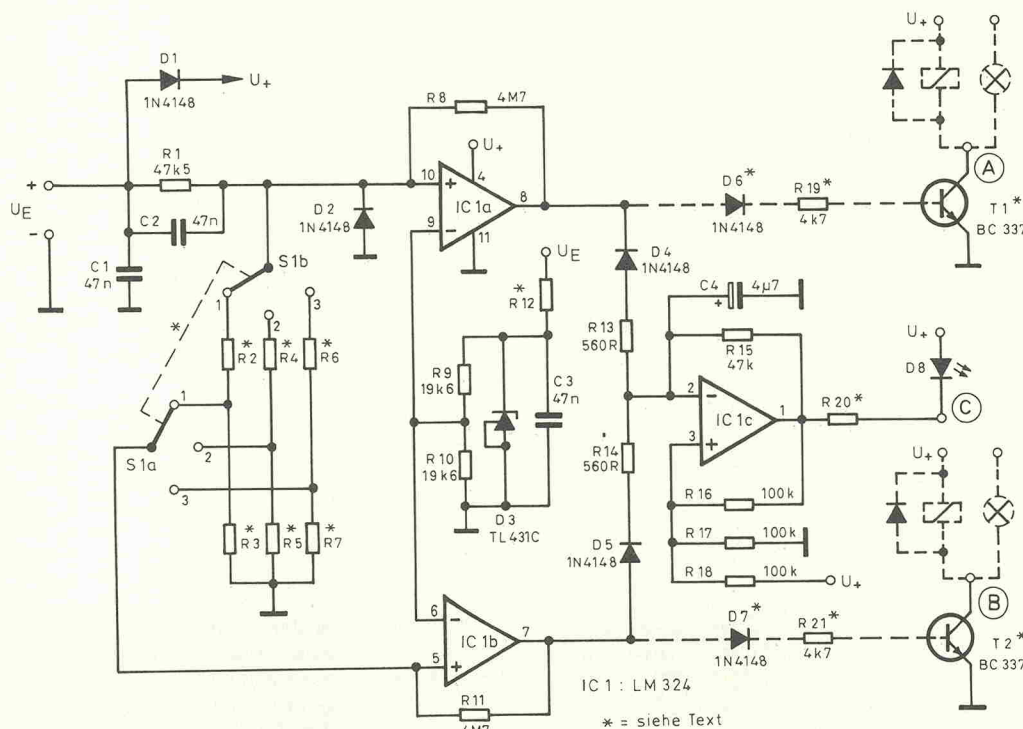 D1
1N4148
U+
R1
47k5
C2
47n
+
UE
-
C1
47n
D2
1N4148
R8
4M7
U+
10
+
4
IC 1a
8
9
-
11
D6*
1N4148
R 19*
4k7
U+
A
T1*
BC 337
S1b
1
2
3
*
*
R2
*
R4
*
R6
1
S1a
2
3
*
R3
*
R5
*
R7
UE
*
R12
R9
19k6
R10
19k6
C3
47n
D3
TL431C
D4
1N4148
R13
560R
R14
560R
D5
1N4148
C4
+
4µ7
R15
47k
2
-
IC 1c
1
3
+
R 16
100k
R 17
100k
R 18
100k
U+
R20*
U+
D8
C
U+
B
6
-
IC 1b
7
5
+
R11
4M7
D7*
1N4148
R21*
4k7
T2*
BC 337
IC 1 : LM 324
* = siehe Text